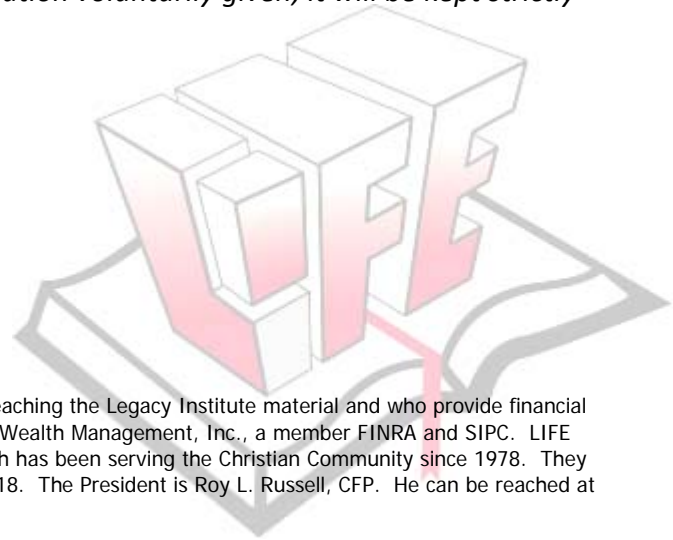 ation voluntarily given, it will be kept strictly
LIFE
eaching the Legacy Institute material and who provide financial
Wealth Management, Inc., a member FINRA and SIPC. LIFE
h has been serving the Christian Community since 1978. They
18. The President is Roy L. Russell, CFP. He can be reached at